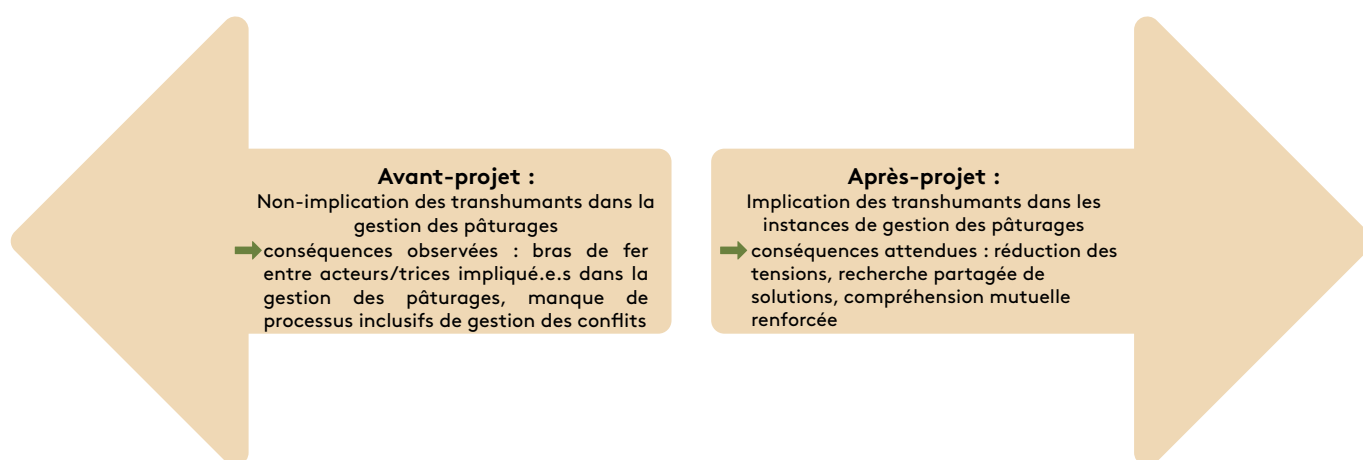 Avant-projet :
Non-implication des transhumants dans la
gestion des pâturages
conséquences observées : bras de fer
entre acteurs/trices impliqué.e.s dans la
gestion des pâturages, manque de
processus inclusifs de gestion des conflits
Après-projet :
Implication des transhumants dans les
instances de gestion des pâturages
conséquences attendues : réduction des
tensions, recherche partagée de
solutions, compréhension mutuelle
renforcée